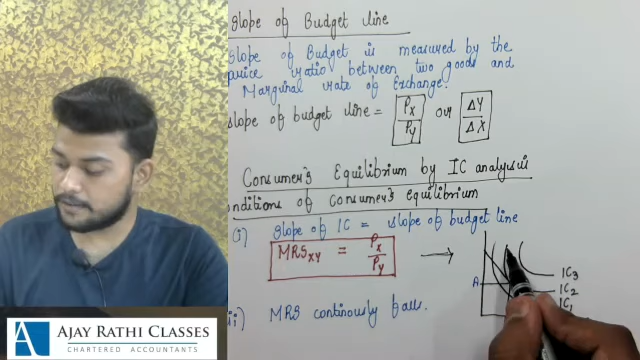 Slope of Budget line
Slope of Budget is measured by the
price ratio between two goods and
Marginal rate of Exchange.
Slope of budget line = Px/Py or ΔY/ΔX
Consumer's Equilibrium by IC analysis
Conditions of Consumer's equilibrium
(i) Slope of IC = slope of budget line
MRSxy = Px/Py
ii) MRS continously falls.
A
IC3
IC2
IC1
AJAY RATHI CLASSES
CHARTERED ACCOUNTANTS